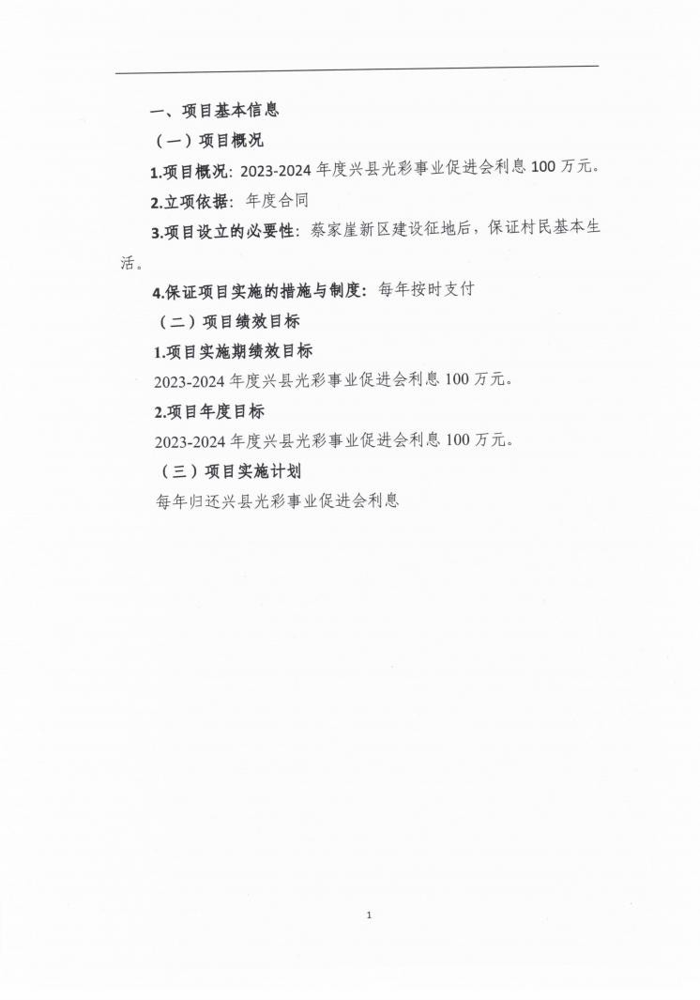 一、项目基本信息
（一）项目概况
1.项目概况：2023-2024 年度兴县光彩事业促进会利息 100 万元。
2.立项依据：年度合同
3.项目设立的必要性：蔡家崖新区建设征地后，保证村民基本生
活。
4.保证项目实施的措施与制度：每年按时支付
（二）项目绩效目标
1.项目实施期绩效目标
2023-2024 年度兴县光彩事业促进会利息 100 万元。
2.项目年度目标
2023-2024 年度兴县光彩事业促进会利息 100 万元。
（三）项目实施计划
每年归还兴县光彩事业促进会利息
1